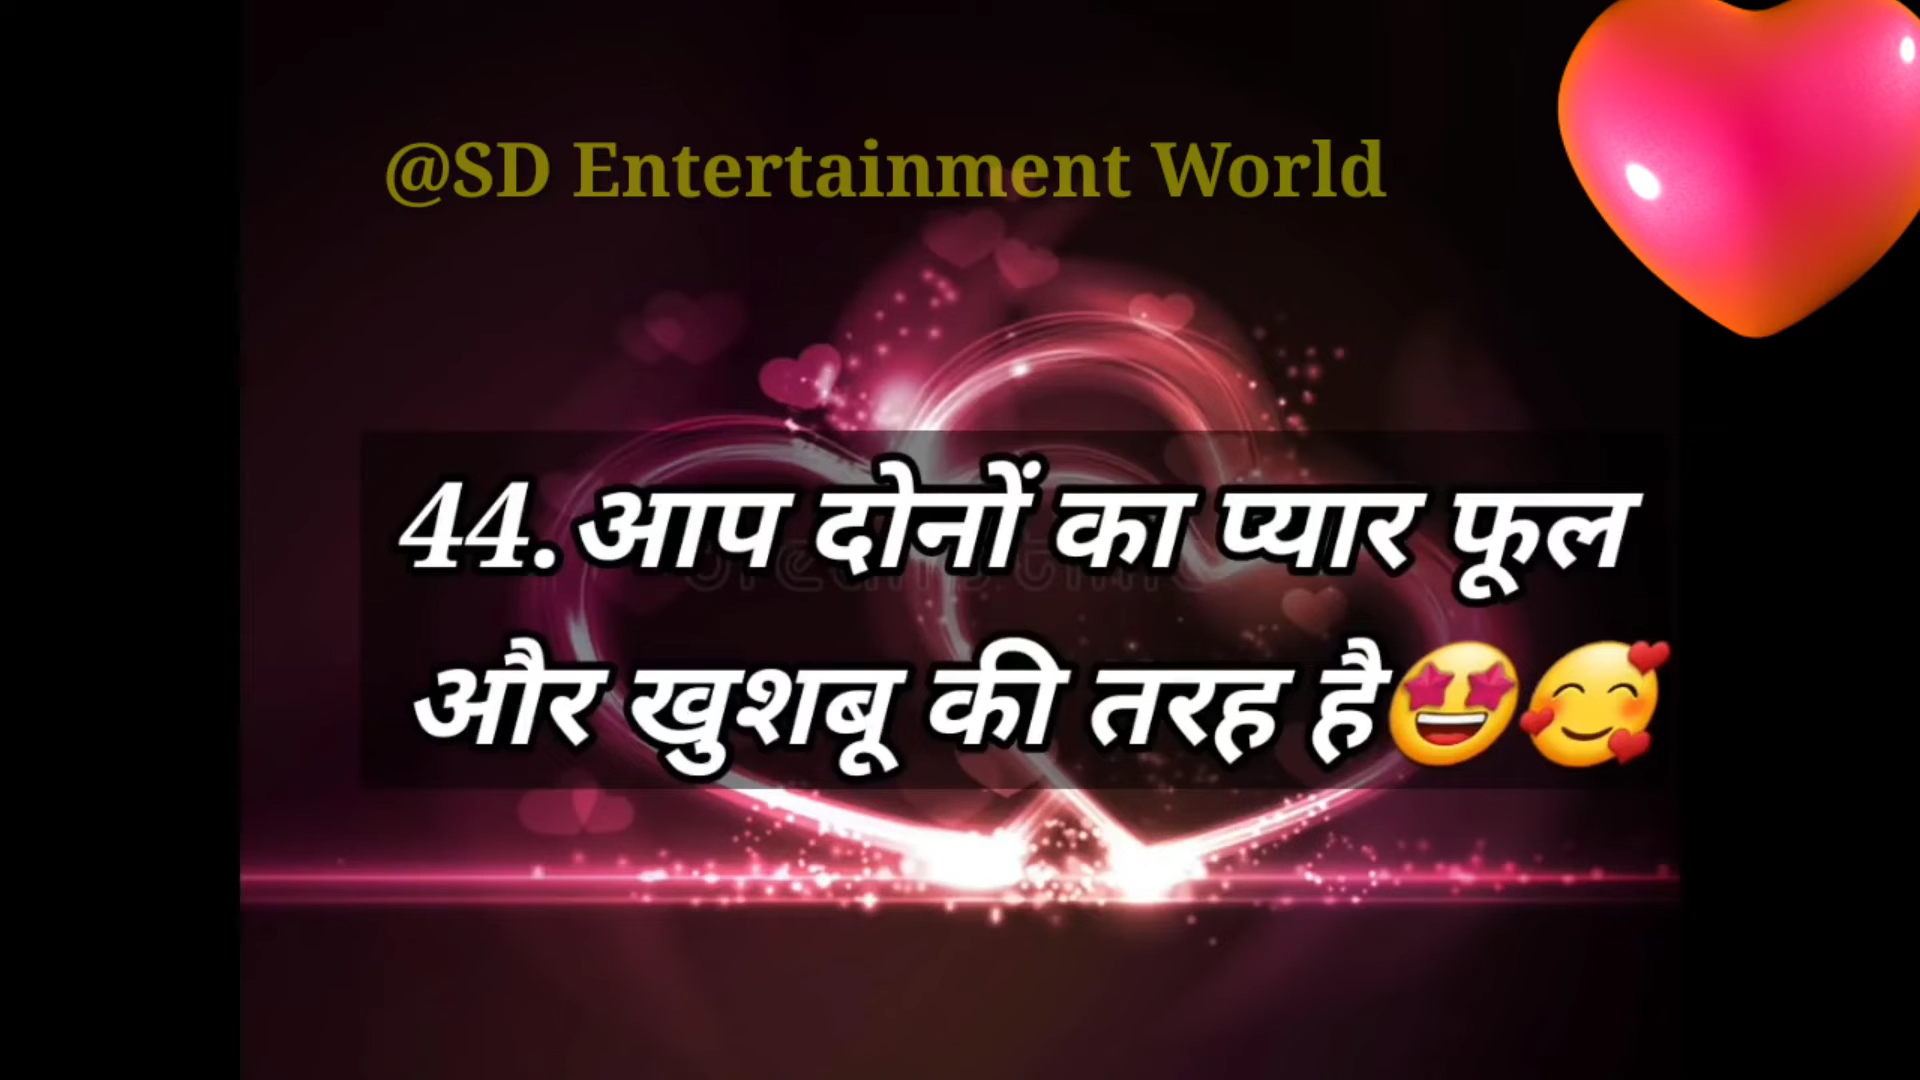 @SD Entertainment World
44.आप दोनों का प्यार फूल
और खुशबू की तरह है🤩🥰